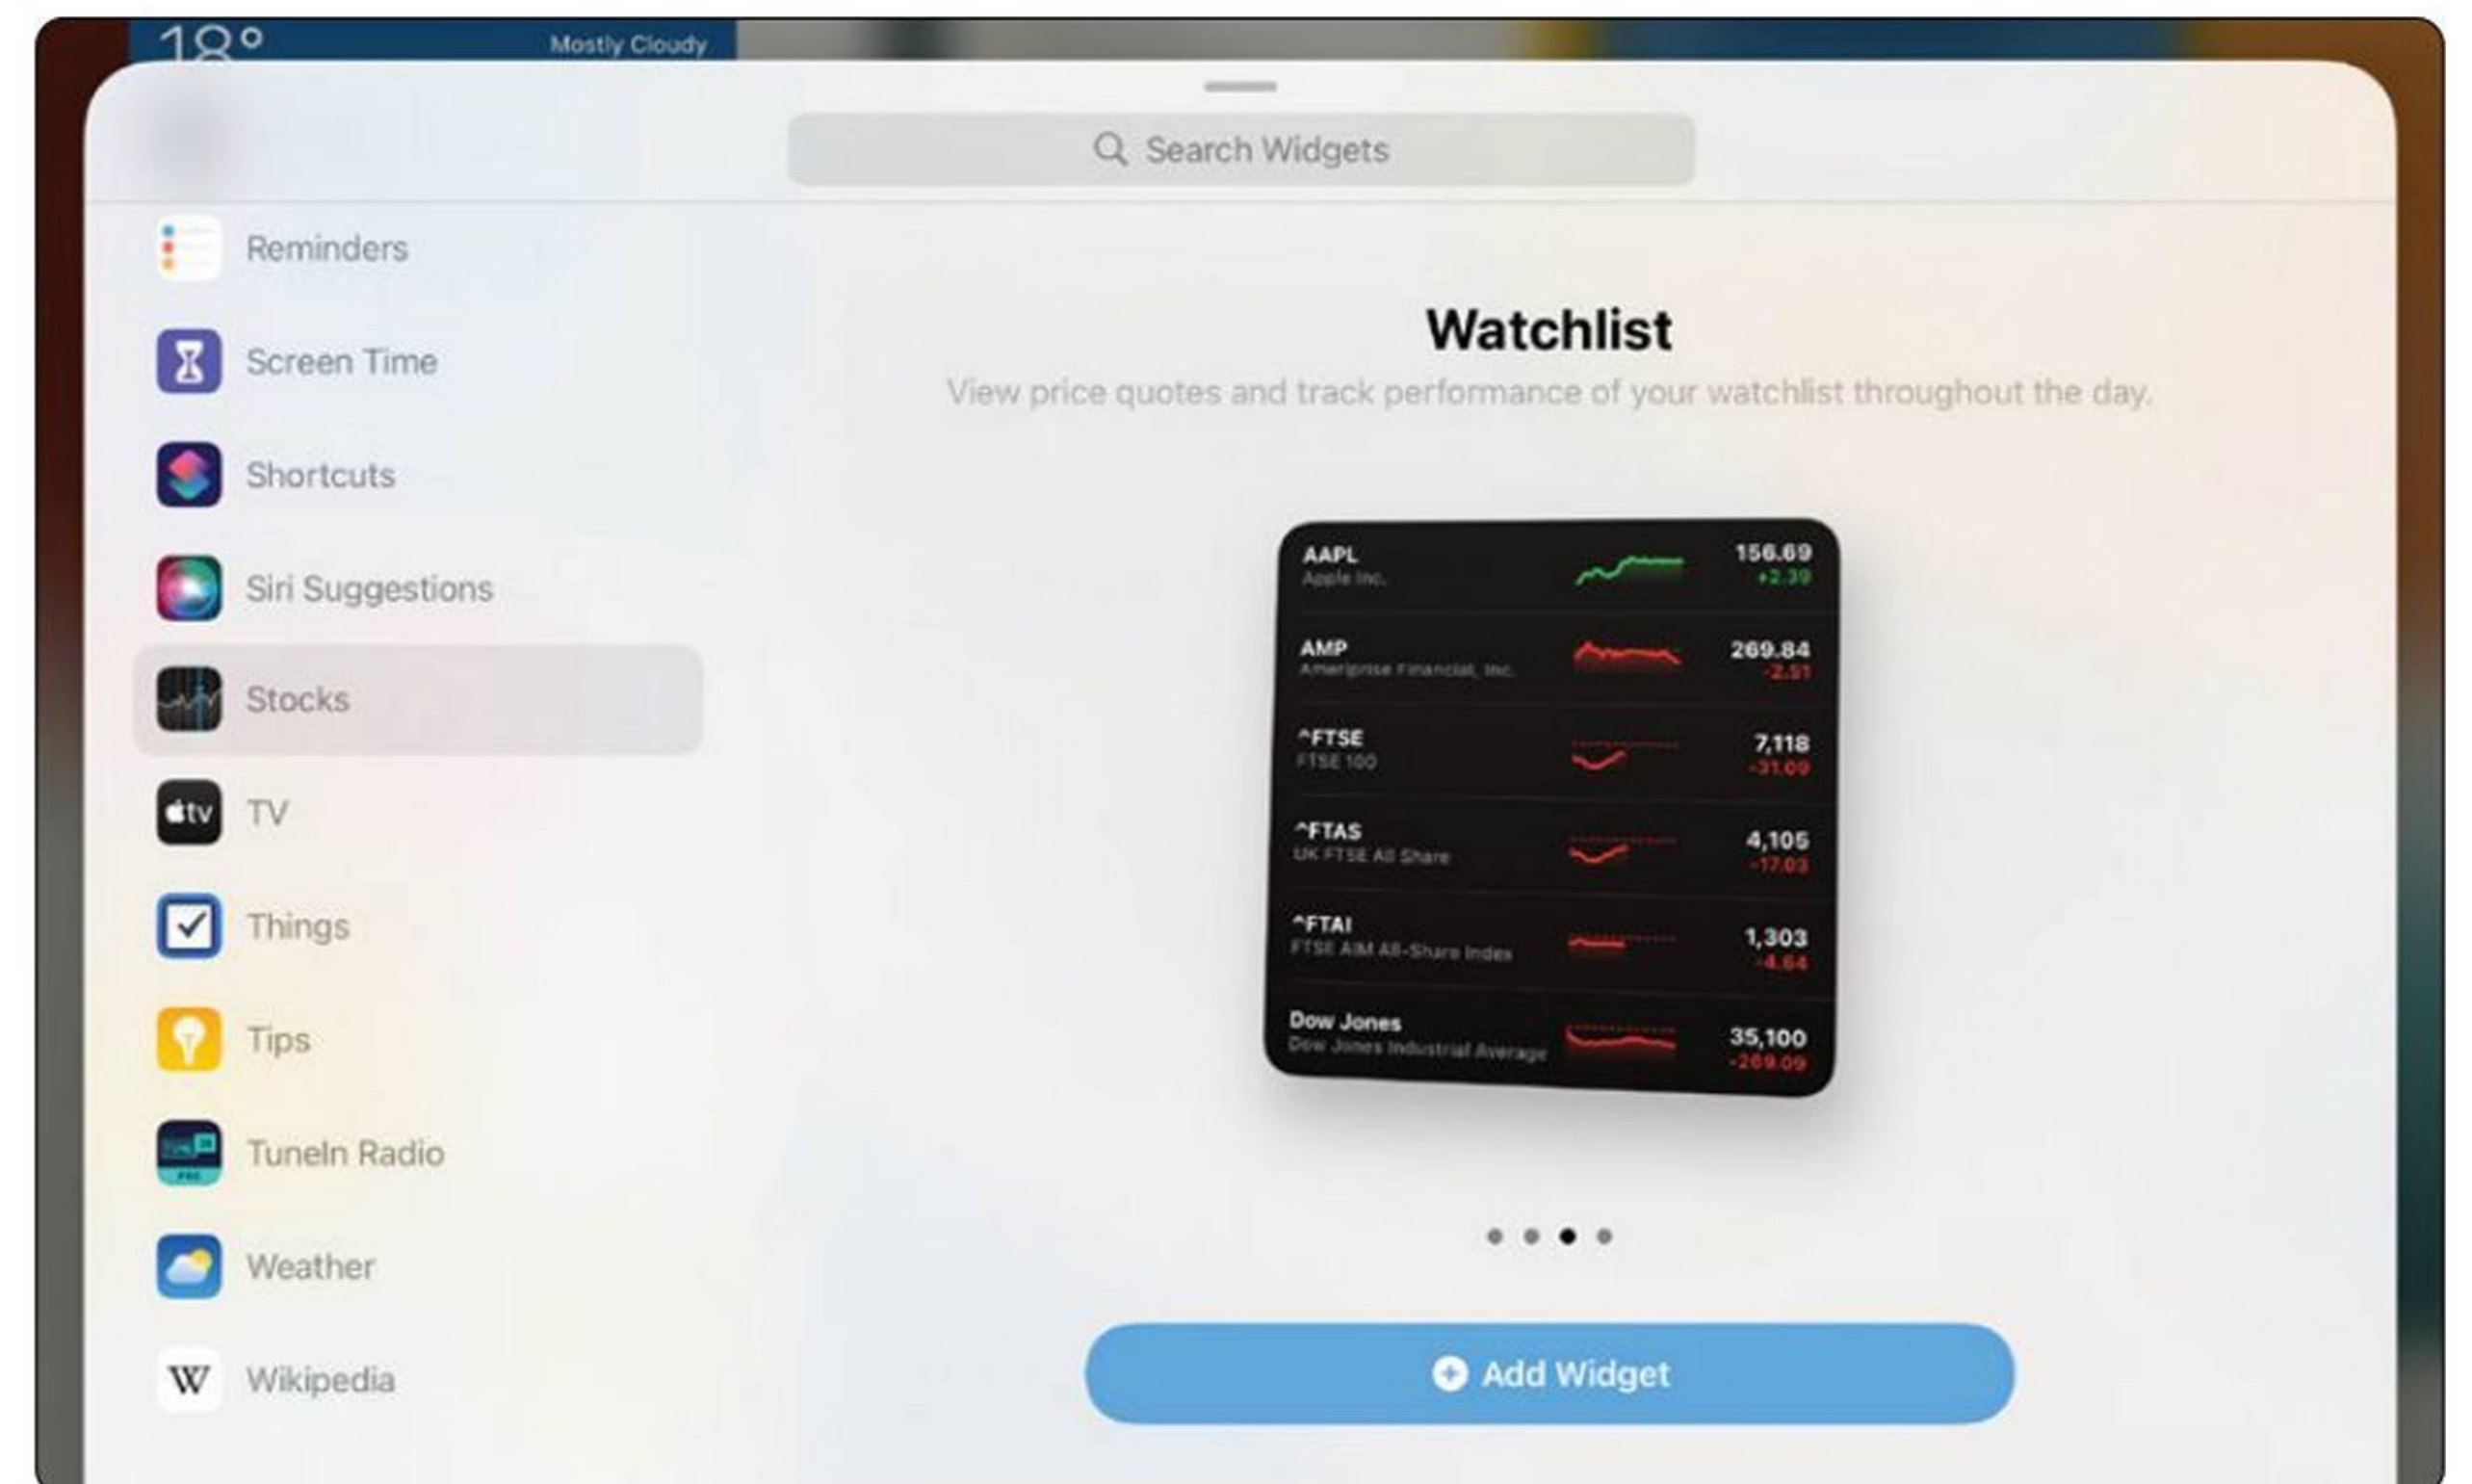 18°
Mostly Cloudy
Search Widgets
Reminders
Screen Time
Shortcuts
Siri Suggestions
Stocks
tv
TV
Things
Tips
TuneIn Radio
Weather
W
Wikipedia
Watchlist
View price quotes and track performance of your watchlist throughout the day.
AAPL
Apple Inc.
156.69
+2.39
AMP
Ameriprise Financial, Inc.
269.84
-2.51
^FTSE
FTSE 100
7,118
-31.09
^FTAS
UK FTSE All Share
4,105
-17.03
^FTAI
FTSE AIM All-Share Index
1,303
-4.64
Dow Jones
Dow Jones Industrial Average
35,100
-269.09
Add Widget